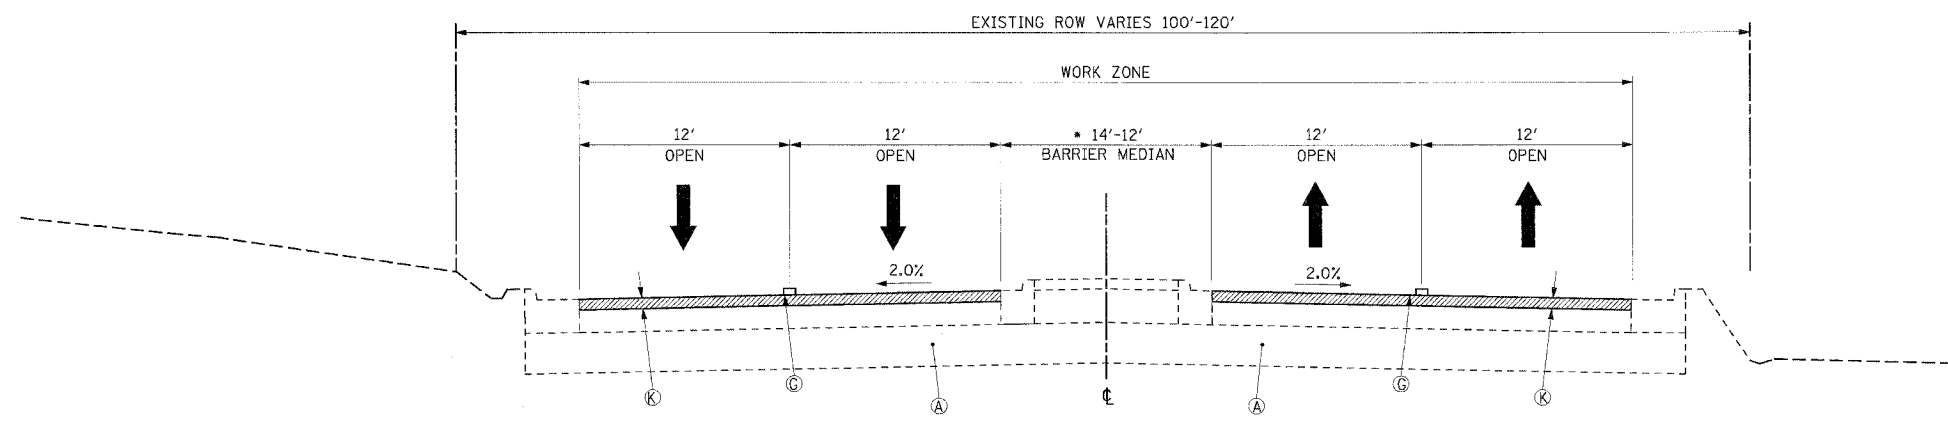 EXISTING ROW VARIES 100'-120'
WORK ZONE
12' 12' * 14'-12' 12' 12'
OPEN OPEN BARRIER MEDIAN OPEN OPEN
2.0% 2.0%
K G A ℄ A G K